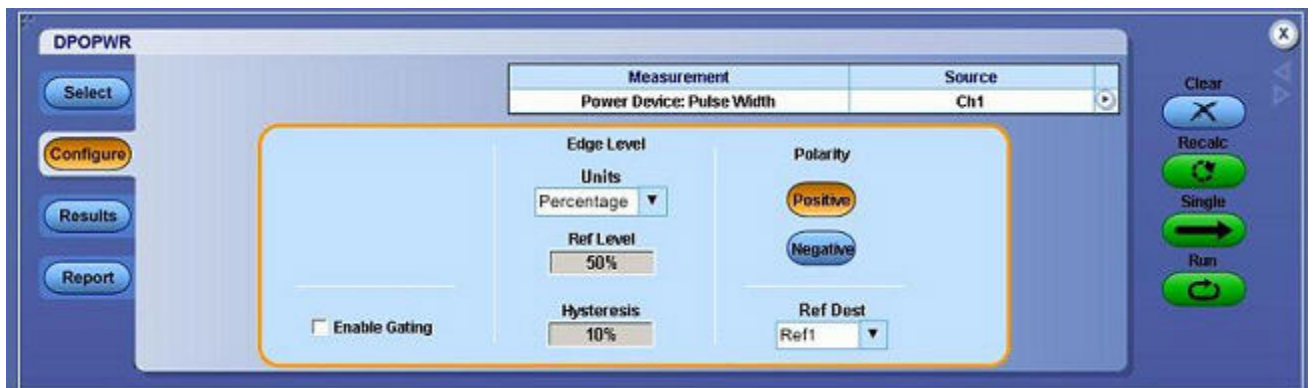 DPOPWR
Select
Configure
Results
Report
Measurement Source
Power Device: Pulse Width Ch1
Edge Level
Units
Percentage
Ref Level
50%
Hysteresis
10%
Enable Gating
Polarity
Positive
Negative
Ref Dest
Ref1
X
Clear
Recalc
Single
Run